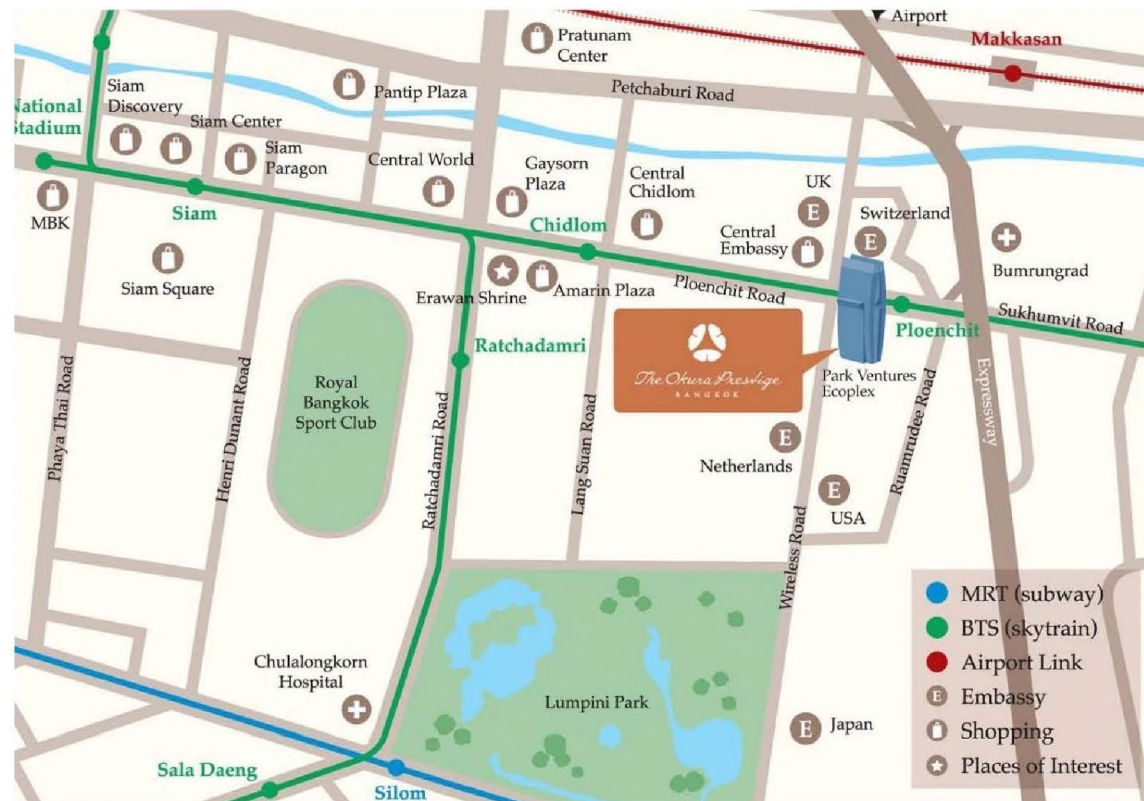 Airport
Makkasan
Pratunam
Center
Petchaburi Road
Pantip Plaza
Siam
Discovery
National
Stadium
Siam Center
Siam
Paragon
Central World
Gaysorn
Plaza
Central
Chidlom
UK
E
Switzerland
E
MBK
Siam
Chidlom
Central
Embassy
Bumrungrad
Siam Square
Erawan Shrine
Amarin Plaza
Ploenchit Road
Ploenchit
Sukhumvit Road
Ratchadamri
The Okura Prestige
BANGKOK
Park Ventures
Ecoplex
Royal
Bangkok
Sport Club
Phaya Thai Road
Henri Dunant Road
Ratchadamri Road
Lang Suan Road
E
Netherlands
E
USA
Wireless Road
Ruamrudee Road
Expressway
Chulalongkorn
Hospital
Lumpini Park
E
Japan
Sala Daeng
Silom
MRT (subway)
BTS (skytrain)
Airport Link
E
Embassy
Shopping
Places of Interest